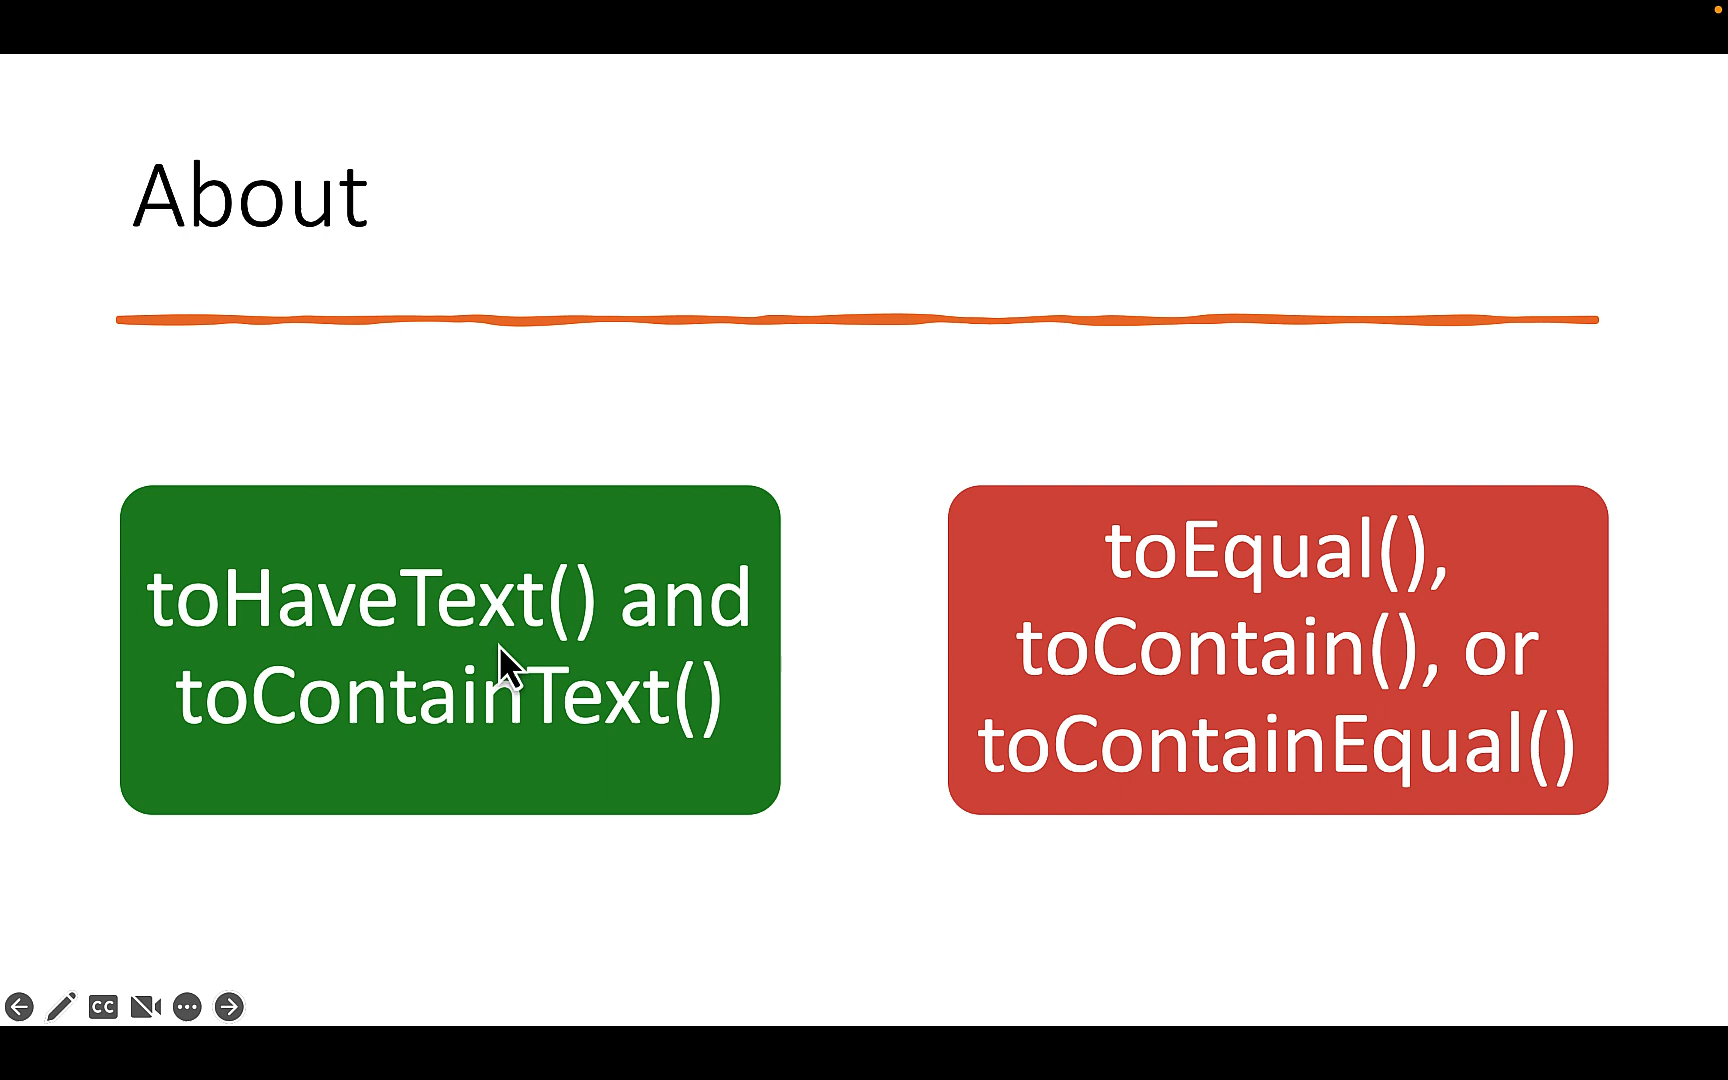 About
toHaveText() and
toContainText()
toEqual(),
toContain(), or
toContainEqual()
CC